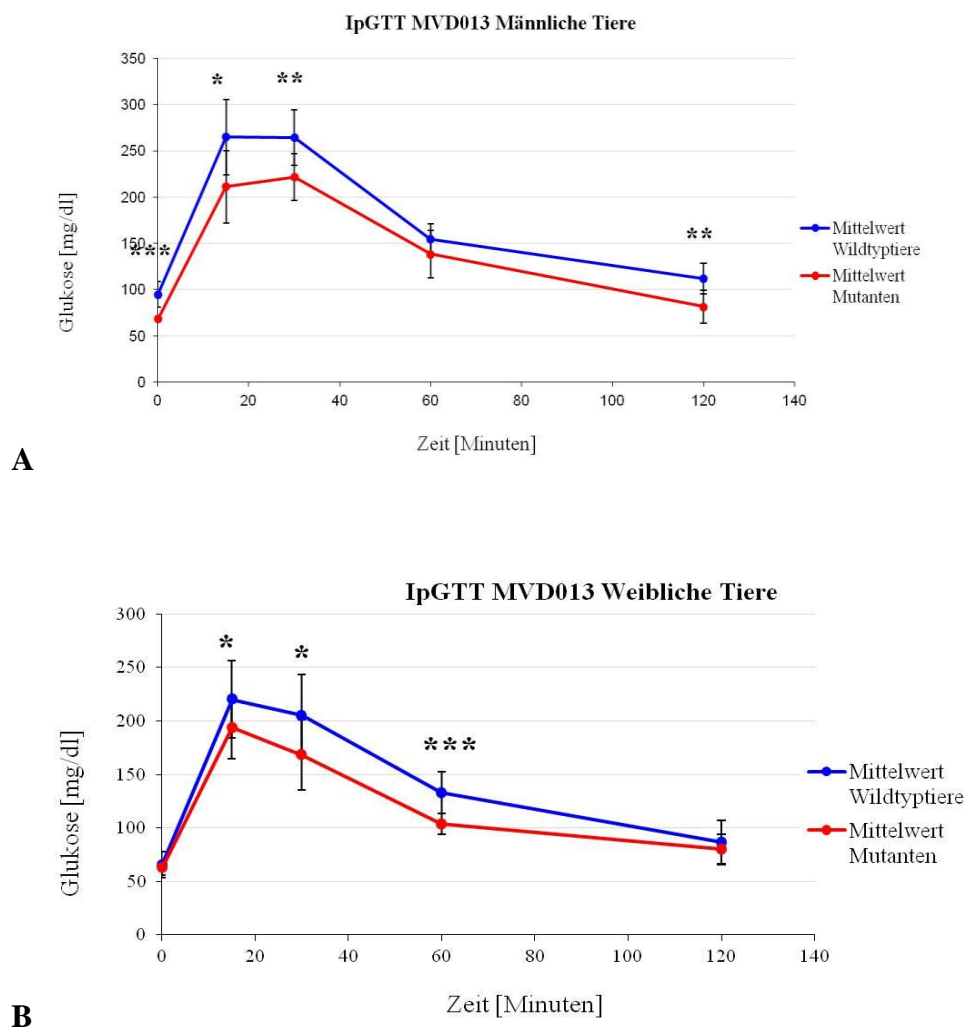 IpGTT MVD013 Männliche Tiere
350
300
250
200
150
100
50
0
Glukose [mg/dl]
*
**
***
**
0
20
40
60
80
100
120
140
Zeit [Minuten]
Mittelwert
Wildtyptiere
Mittelwert
Mutanten
A
IpGTT MVD013 Weibliche Tiere
300
250
200
150
100
50
0
Glukose [mg/dl]
*
*
***
0
20
40
60
80
100
120
140
Zeit [Minuten]
Mittelwert
Wildtyptiere
Mittelwert
Mutanten
B